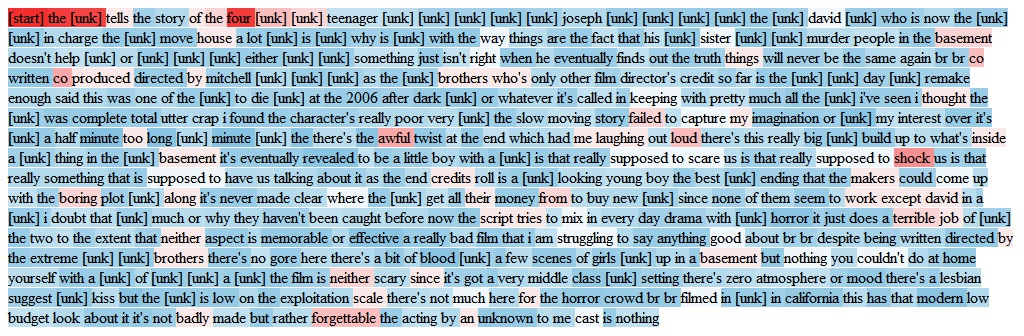 [start] the [unk] tells the story of the four [unk] [unk] teenager [unk] [unk] [unk] [unk] [unk] joseph [unk] [unk] [unk] [unk] the [unk] david [unk] who is now the [unk]
[unk] in charge the [unk] move house a lot [unk] is [unk] why is [unk] with the way things are the fact that his [unk] sister [unk] [unk] murder people in the basement
doesn't help [unk] or [unk] [unk] either [unk] something just isn't right when he eventually finds out the truth things will never be the same again br br co
written co produced directed by mitchell [unk] [unk] [unk] as the [unk] brothers who's only other film director's credit so far is the [unk] [unk] day [unk] remake
enough said this was one of the [unk] to die [unk] at the 2006 after dark [unk] or whatever it's called in keeping with pretty much all the [unk] i've seen i thought the
[unk] was complete total utter crap i found the character's really poor very [unk] the slow moving story failed to capture my imagination or [unk] my interest over it's
[unk] a half minute too long [unk] minute [unk] the there's the awful twist at the end which had me laughing out loud there's this really big [unk] build up to what's inside
a [unk] thing in the [unk] basement it's eventually revealed to be a little boy with a [unk] is that really supposed to scare us is that really supposed to shock us is that
really something that is supposed to have us talking about it as the end credits roll is a [unk] looking young boy the best [unk] ending that the makers could come up
with the boring plot [unk] along it's never made clear where the [unk] get all their money from to buy new [unk] since none of them seem to work except david in a
[unk] i doubt that [unk] much or why they haven't been caught before now the script tries to mix in every day drama with [unk] horror it just does a terrible job of [unk]
the two to the extent that neither aspect is memorable or effective a really bad film that i am struggling to say anything good about br br despite being written directed by
the extreme [unk] [unk] brothers there's no gore here there's a bit of blood [unk] a few scenes of girls [unk] up in a basement but nothing you couldn't do at home
yourself with a [unk] of [unk] [unk] a [unk] the film is neither scary since it's got a very middle class [unk] setting there's zero atmosphere or mood there's a lesbian
suggest [unk] kiss but the [unk] is low on the exploitation scale there's not much here for the horror crowd br br filmed in [unk] in california this has that modern low
budget look about it it's not badly made but rather forgettable the acting by an unknown to me cast is nothing